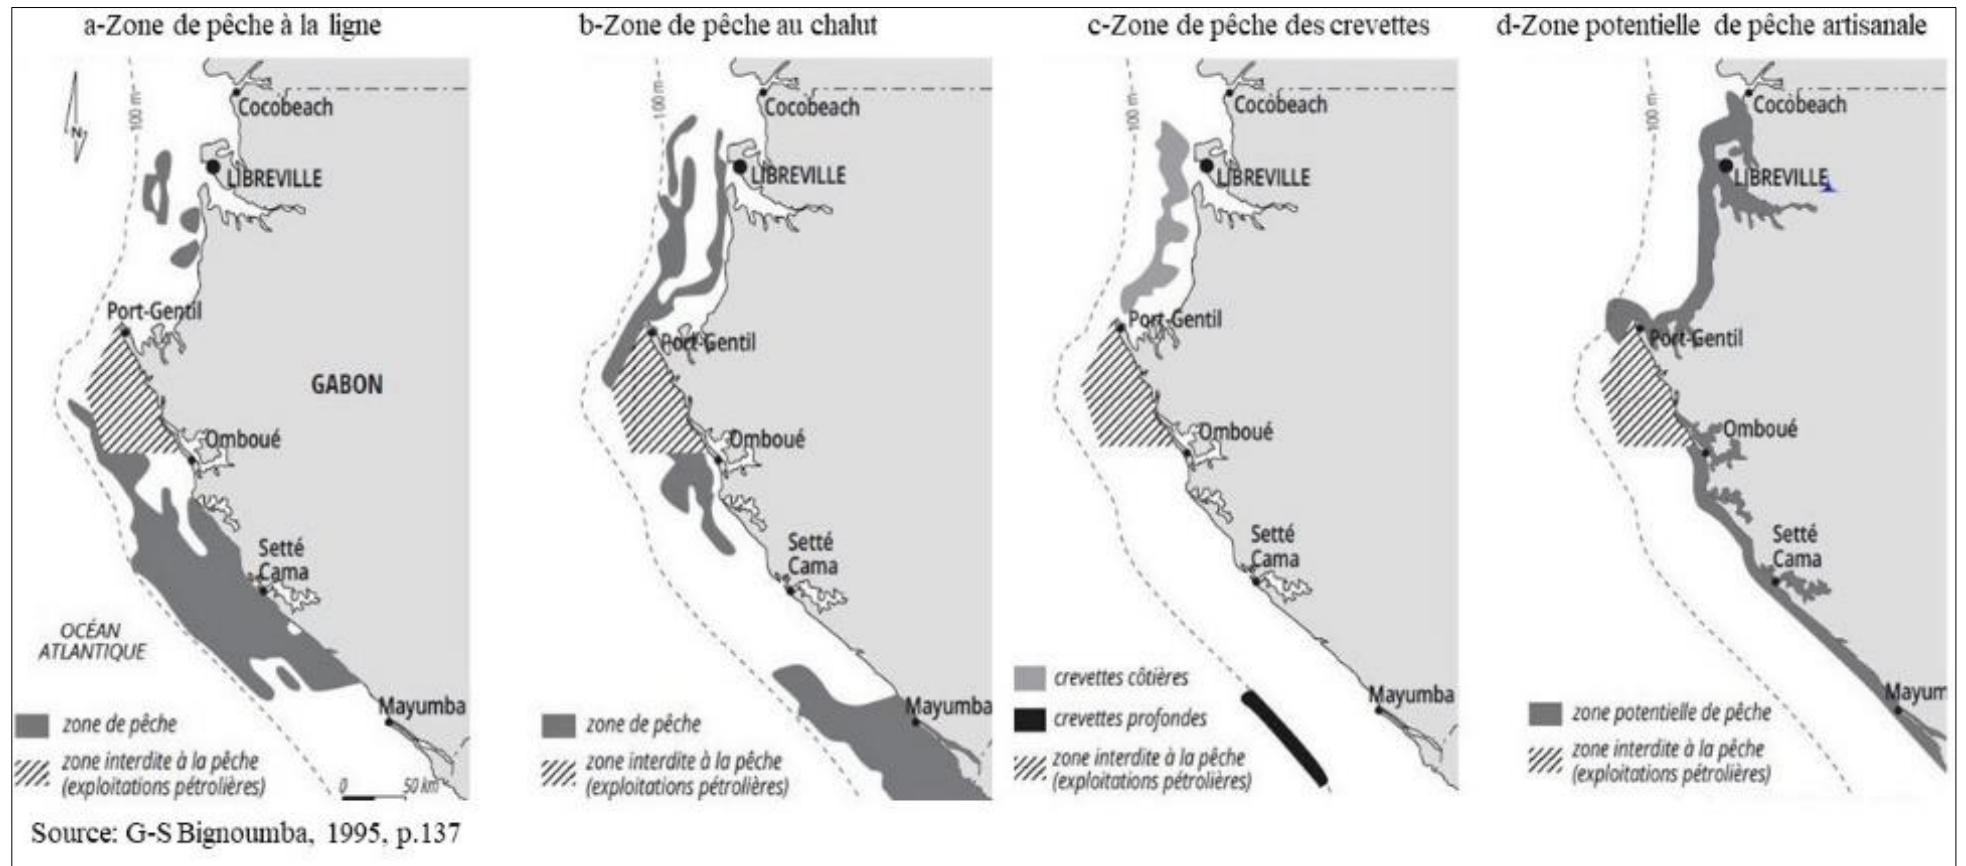 a-Zone de pêche à la ligne
100 m
N
Cocobeach
LIBREVILLE
Port-Gentil
GABON
Omboué
Setté
Cama
OCÉAN
ATLANTIQUE
Mayumba
zone de pêche
zone interdite à la pêche
(exploitations pétrolières)
0 50 km
b-Zone de pêche au chalut
100 m
Cocobeach
LIBREVILLE
Port-Gentil
Omboué
Setté
Cama
Mayumba
zone de pêche
zone interdite à la pêche
(exploitations pétrolières)
c-Zone de pêche des crevettes
100 m
Cocobeach
LIBREVILLE
Port-Gentil
Omboué
Setté
Cama
crevettes côtières
Mayumba
crevettes profondes
zone interdite à la pêche
(exploitations pétrolières)
d-Zone potentielle de pêche artisanale
100 m
Cocobeach
LIBREVILLE
Port-Gentil
Omboué
Setté
Cama
Mayum
zone potentielle de pêche
zone interdite à la pêche
(exploitations pétrolières)
Source: G-S Bignoumba, 1995, p.137